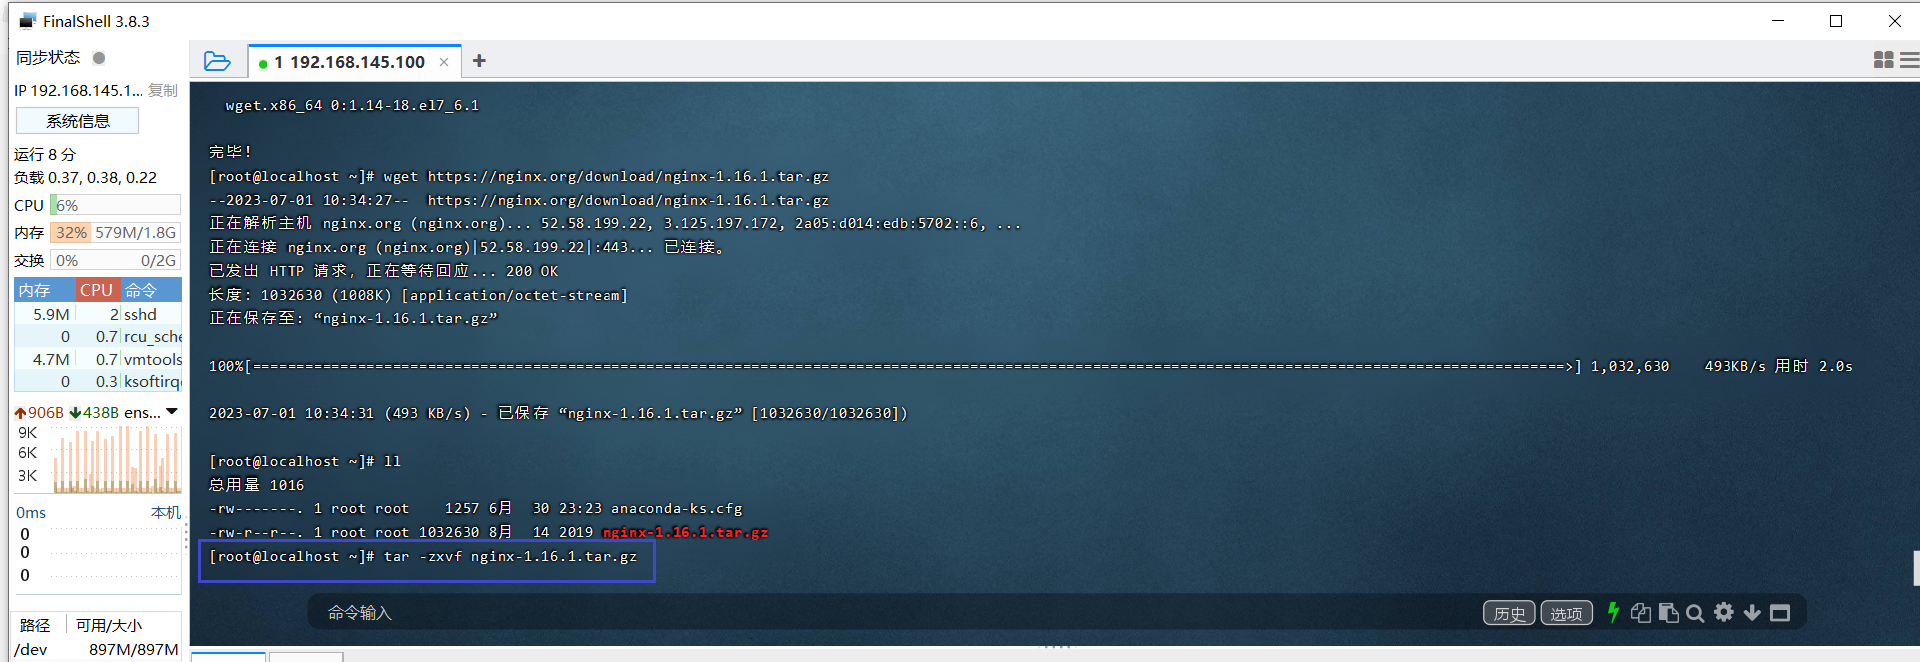 FinalShell 3.8.3
同步状态
IP 192.168.145.1... 复制
系统信息
运行 8 分
负载 0.37, 0.38, 0.22
CPU 6%
内存 32% 579M/1.8G
交换 0% 0/2G
内存 CPU 命令
5.9M 2 sshd
0 0.7 rcu_sche
4.7M 0.7 vmtools
0 0.3 ksoftirq
906B 438B ens...
9K
6K
3K
0ms 本机
0
0
0
路径 可用/大小
/dev 897M/897M
1 192.168.145.100 × +
wget.x86_64 0:1.14-18.el7_6.1
完毕!
[root@localhost ~]# wget https://nginx.org/download/nginx-1.16.1.tar.gz
--2023-07-01 10:34:27--  https://nginx.org/download/nginx-1.16.1.tar.gz
正在解析主机 nginx.org (nginx.org)... 52.58.199.22, 3.125.197.172, 2a05:d014:edb:5702::6, ...
正在连接 nginx.org (nginx.org)|52.58.199.22|:443... 已连接。
已发出 HTTP 请求，正在等待回应... 200 OK
长度：1032630 (1008K) [application/octet-stream]
正在保存至: “nginx-1.16.1.tar.gz”
100%[======================================================================================================================================================>] 1,032,630    493KB/s 用时 2.0s
2023-07-01 10:34:31 (493 KB/s) - 已保存 “nginx-1.16.1.tar.gz” [1032630/1032630])
[root@localhost ~]# ll
总用量 1016
-rw-------. 1 root root    1257 6月  30 23:23 anaconda-ks.cfg
-rw-r--r--. 1 root root 1032630 8月  14 2019 nginx-1.16.1.tar.gz
[root@localhost ~]# tar -zxvf nginx-1.16.1.tar.gz
命令输入
历史 选项